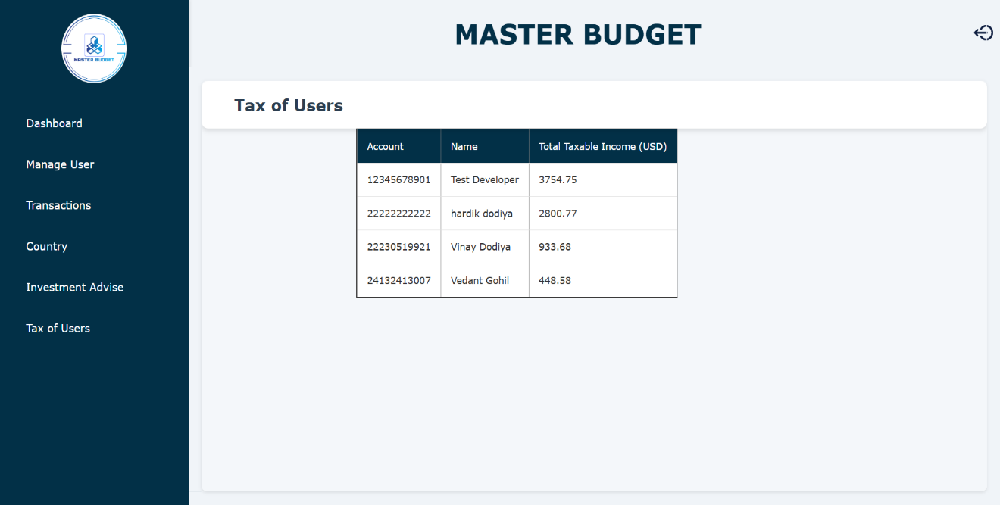 MASTER BUDGET
MASTER BUDGET
Dashboard
Manage User
Transactions
Country
Investment Advise
Tax of Users
Tax of Users
Account Name Total Taxable Income (USD)
12345678901 Test Developer 3754.75
22222222222 hardik dodiya 2800.77
22230519921 Vinay Dodiya 933.68
24132413007 Vedant Gohil 448.58